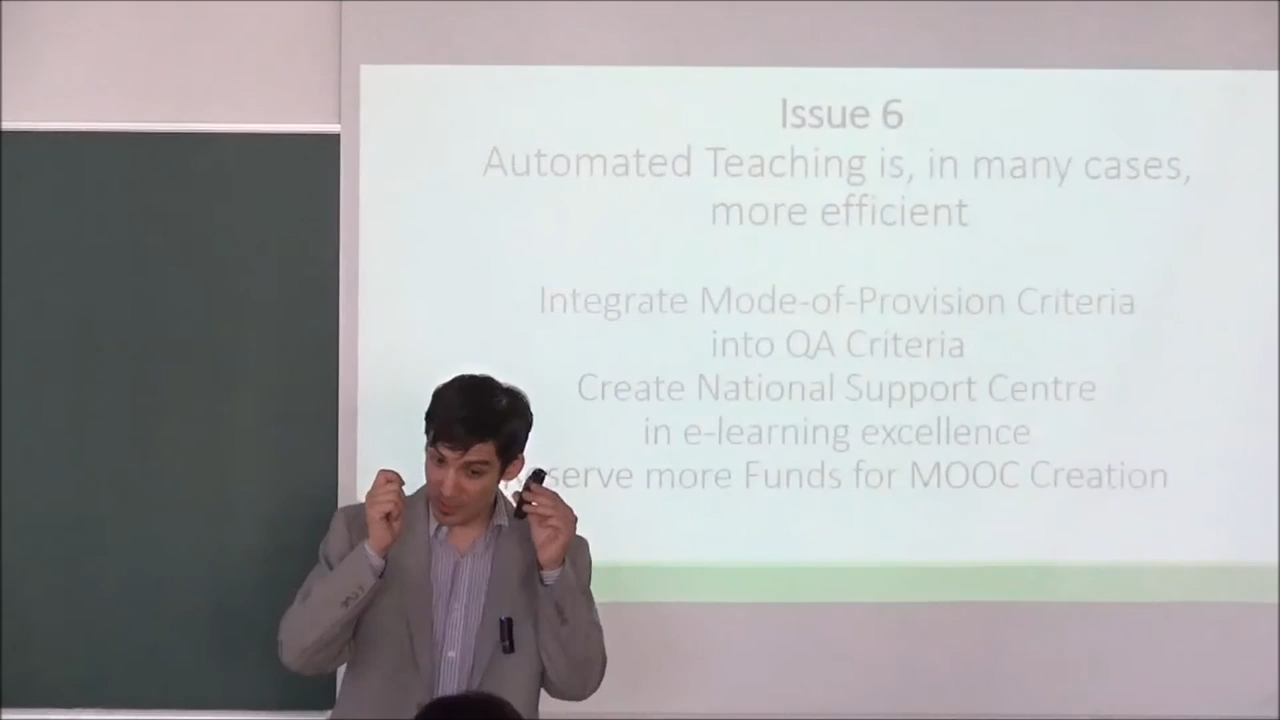 Issue 6
Automated Teaching is, in many cases,
more efficient
Integrate Mode-of-Provision Criteria
into QA Criteria
Create National Support Centre
in e-learning excellence
more Funds for MOOC Creation